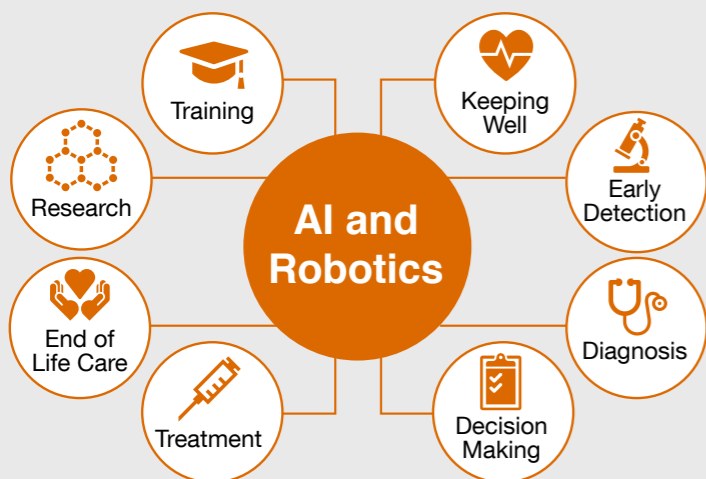 AI and
Robotics
Training
Keeping
Well
Research
Early
Detection
End of
Life Care
Diagnosis
Treatment
Decision
Making